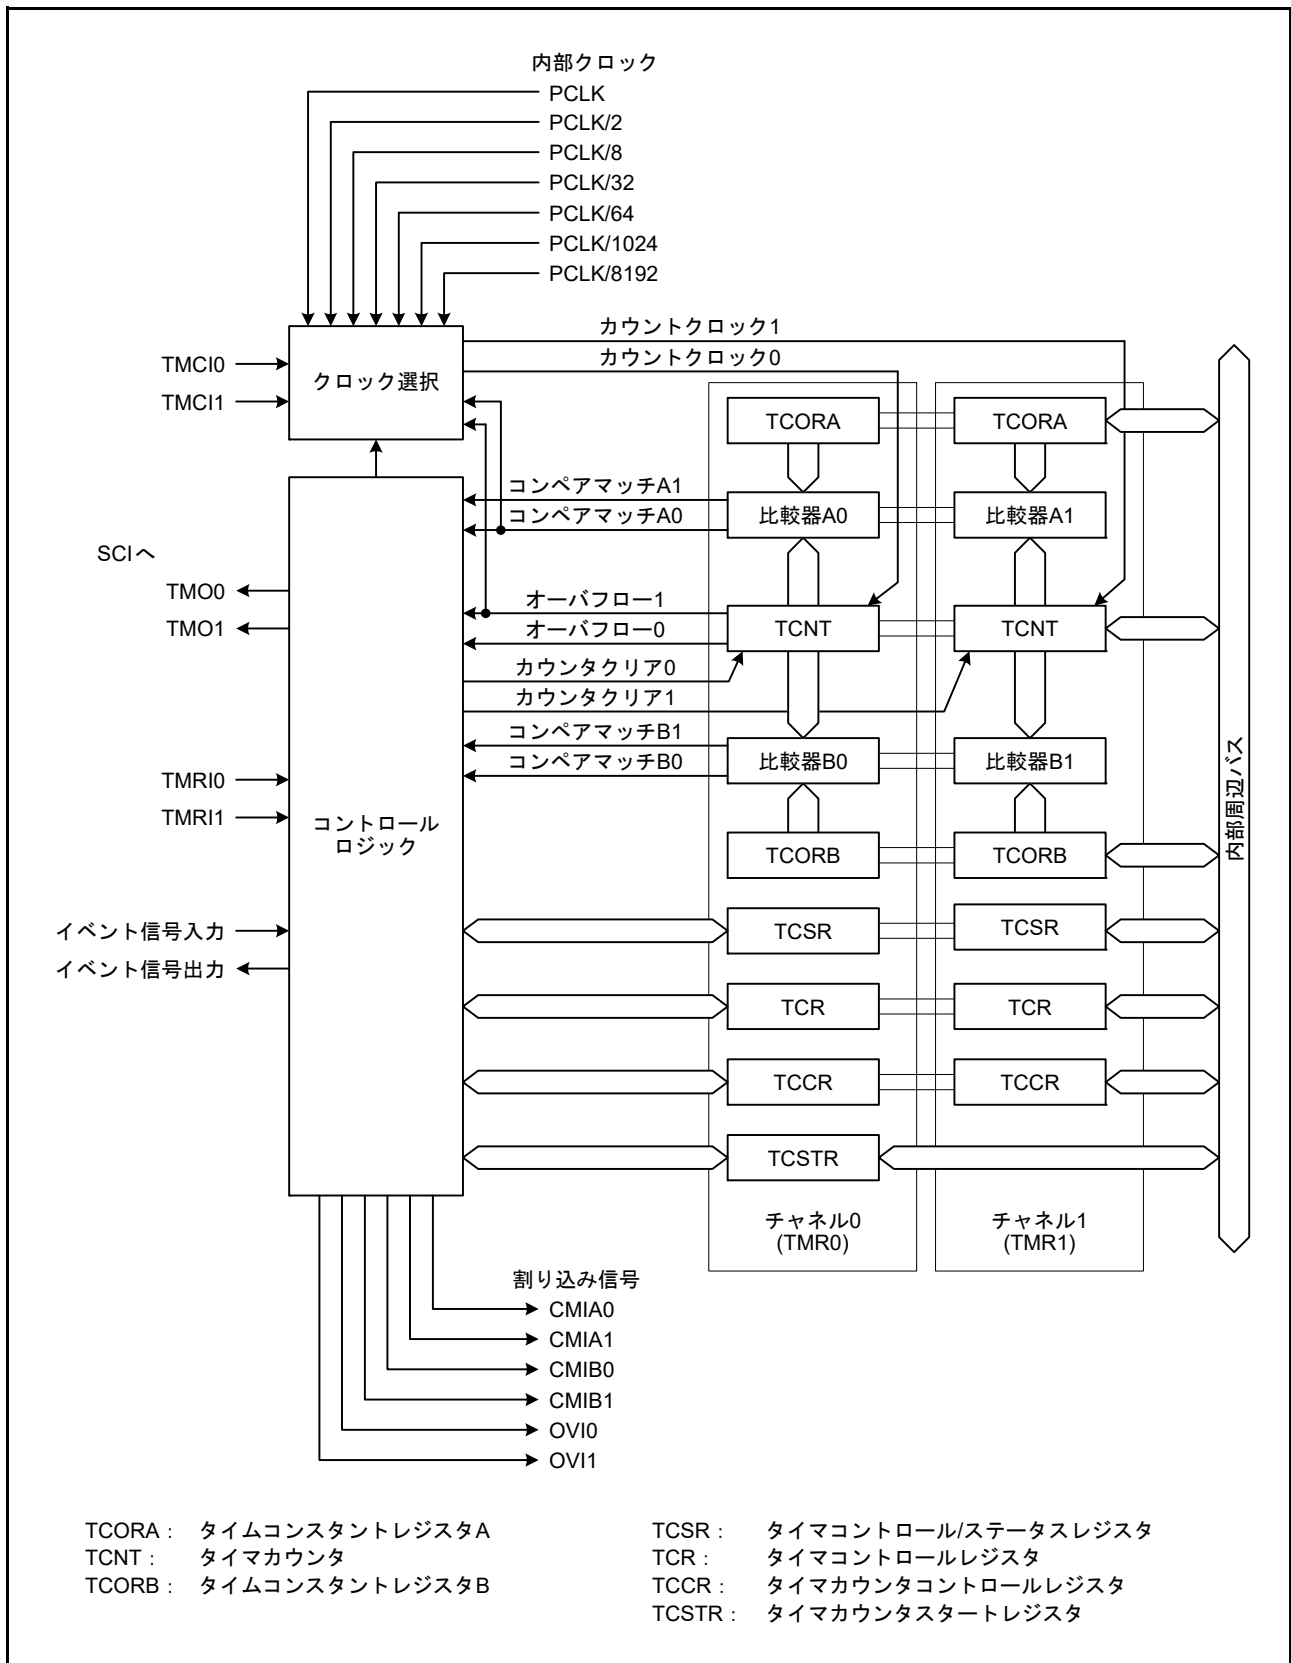 内部クロック
PCLK
PCLK/2
PCLK/8
PCLK/32
PCLK/64
PCLK/1024
PCLK/8192
カウントクロック1
カウントクロック0
TMCI0
TMCI1
クロック選択
TCORA
TCORA
コンペアマッチA1
コンペアマッチA0
比較器A0
比較器A1
SCIへ
TMO0
TMO1
オーバフロー1
オーバフロー0
TCNT
TCNT
カウンタクリア0
カウンタクリア1
コンペアマッチB1
コンペアマッチB0
比較器B0
比較器B1
内部周辺バス
TMRI0
TMRI1
コントロール
ロジック
TCORB
TCORB
イベント信号入力
イベント信号出力
TCSR
TCSR
TCR
TCR
TCCR
TCCR
TCSTR
チャネル0
(TMR0)
チャネル1
(TMR1)
割り込み信号
CMIA0
CMIA1
CMIB0
CMIB1
OVI0
OVI1
TCORA : タイムコンスタントレジスタA
TCNT : タイマカウンタ
TCORB : タイムコンスタントレジスタB
TCSR : タイマコントロール/ステータスレジスタ
TCR : タイマコントロールレジスタ
TCCR : タイマカウンタコントロールレジスタ
TCSTR : タイマカウンタスタートレジスタ